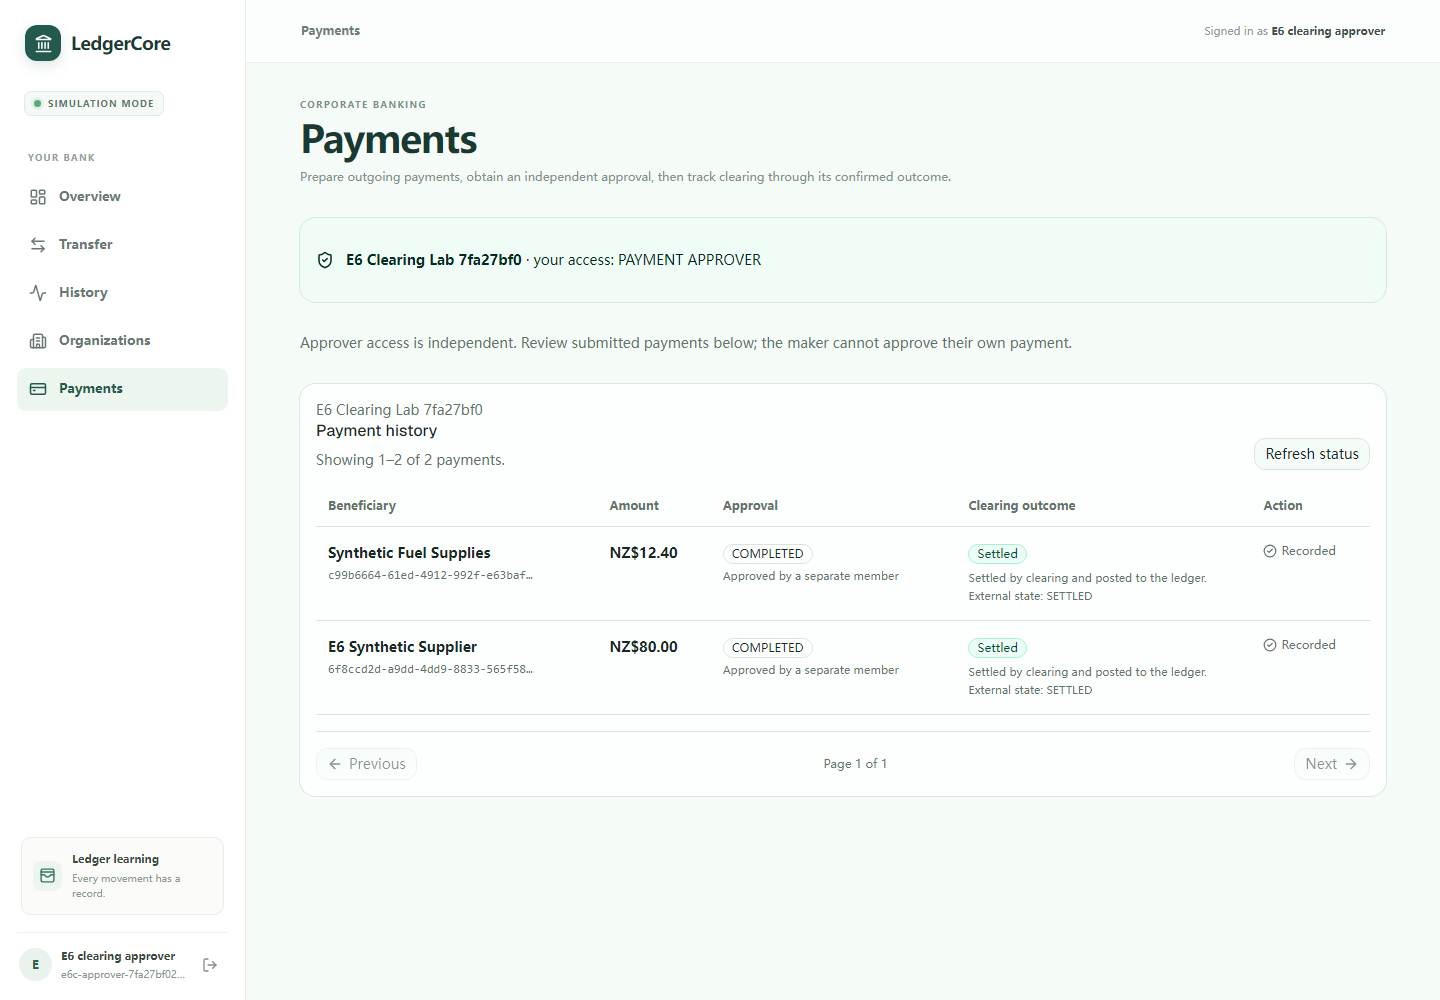 LedgerCore
SIMULATION MODE
YOUR BANK
Overview
Transfer
History
Organizations
Payments
Ledger learning
Every movement has a
record.
E
E6 clearing approver
e6c-approver-7fa27bf02...
Payments
Signed in as E6 clearing approver
CORPORATE BANKING
Payments
Prepare outgoing payments, obtain an independent approval, then track clearing through its confirmed outcome.
E6 Clearing Lab 7fa27bf0 · your access: PAYMENT APPROVER
Approver access is independent. Review submitted payments below; the maker cannot approve their own payment.
E6 Clearing Lab 7fa27bf0
Payment history
Showing 1–2 of 2 payments.
Refresh status
Beneficiary Amount Approval Clearing outcome Action
Synthetic Fuel Supplies NZ$12.40 COMPLETED Settled Recorded
c99b6664-61ed-4912-992f-e63baf… Approved by a separate member Settled by clearing and posted to the ledger.
External state: SETTLED
E6 Synthetic Supplier NZ$80.00 COMPLETED Settled Recorded
6f8ccd2d-a9dd-4dd9-8833-565f58… Approved by a separate member Settled by clearing and posted to the ledger.
External state: SETTLED
Previous Page 1 of 1 Next